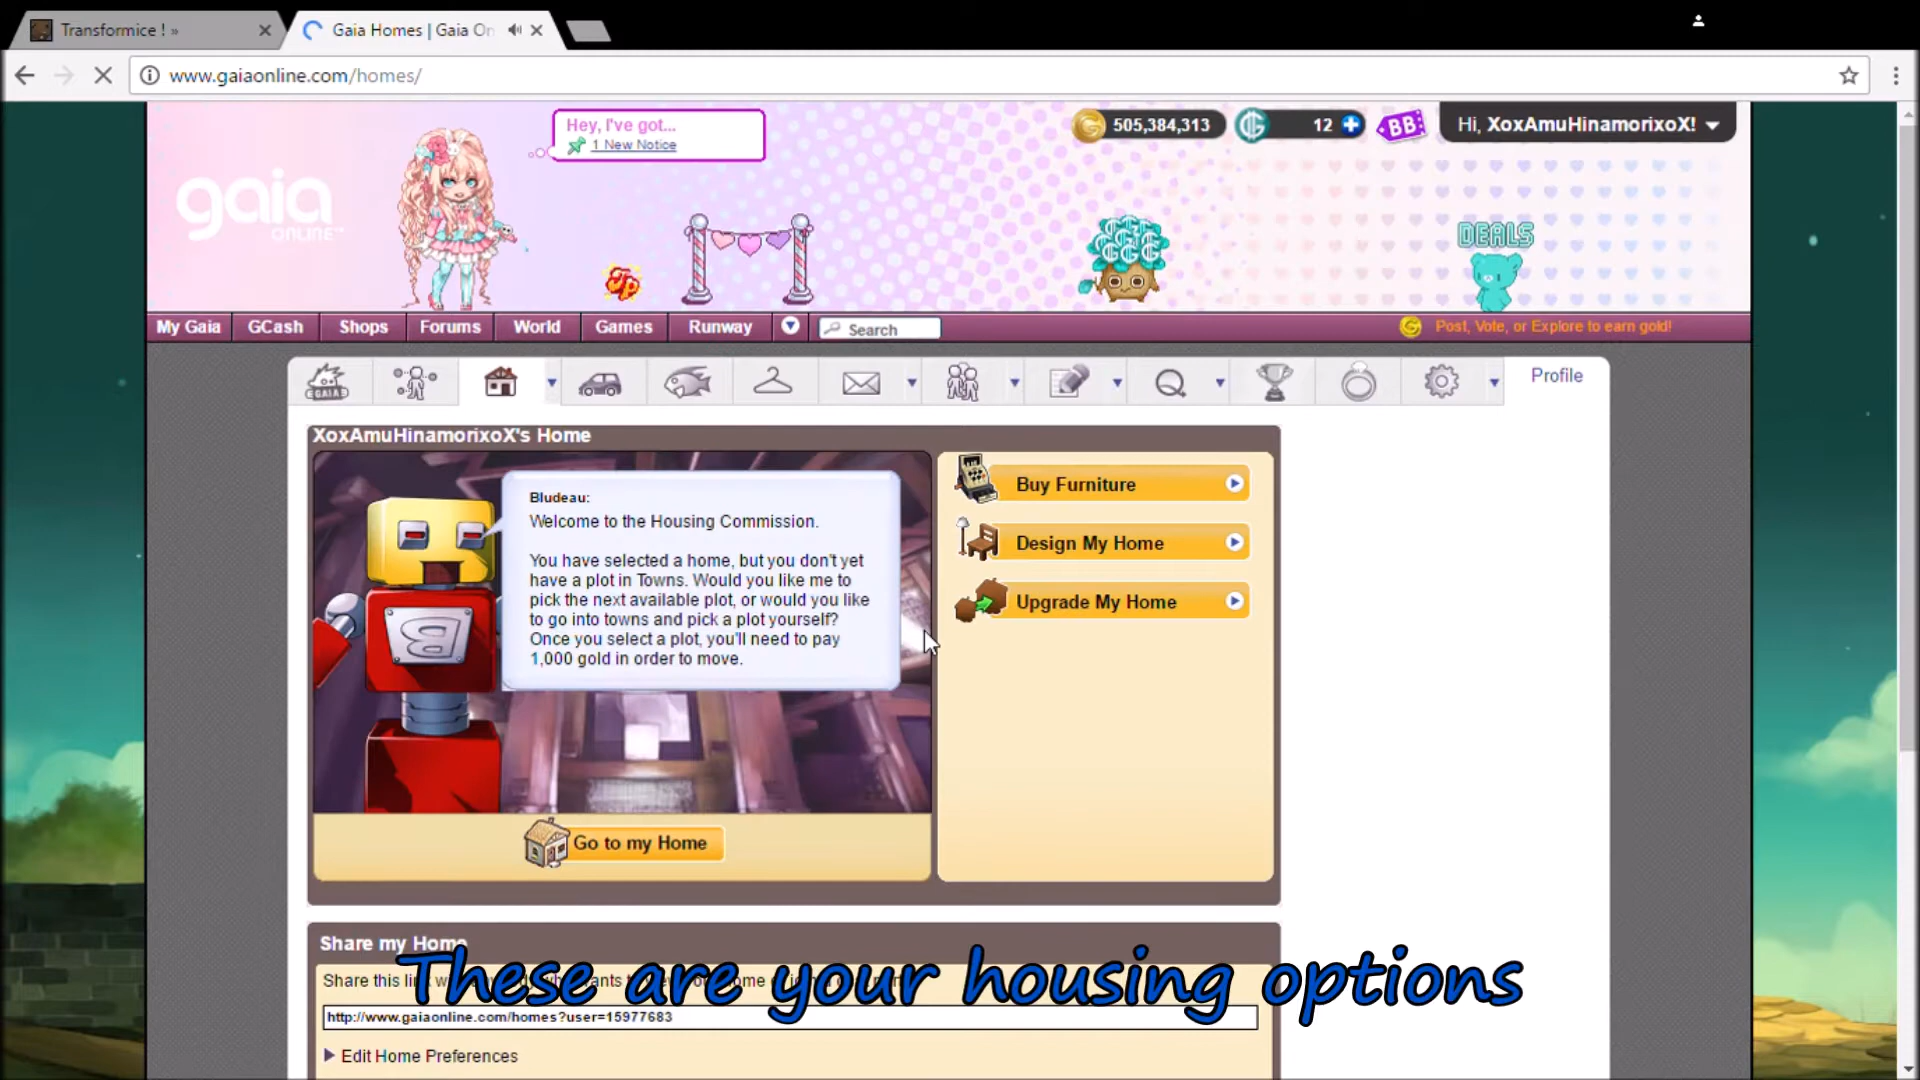 Transformice ! »
Gaia Homes | Gaia On
www.gaiaonline.com/homes/
Hey, I've got...
1 New Notice
505,384,313
12
BB
Hi, XoxAmuHinamorixoX!
gaia
ONLINE
DEALS
My Gaia
GCash
Shops
Forums
World
Games
Runway
Search
Post, Vote, or Explore to earn gold!
GAIA
Profile
XoxAmuHinamorixoX's Home
Bludeau:
Welcome to the Housing Commission.
You have selected a home, but you don't yet
have a plot in Towns. Would you like me to
pick the next available plot, or would you like
to go into towns and pick a plot yourself?
Once you select a plot, you'll need to pay
1,000 gold in order to move.
Buy Furniture
Design My Home
Upgrade My Home
Go to my Home
Share my Home
Share this
These are your housing options
http://www.gaiaonline.com/homes?user=15977683
Edit Home Preferences